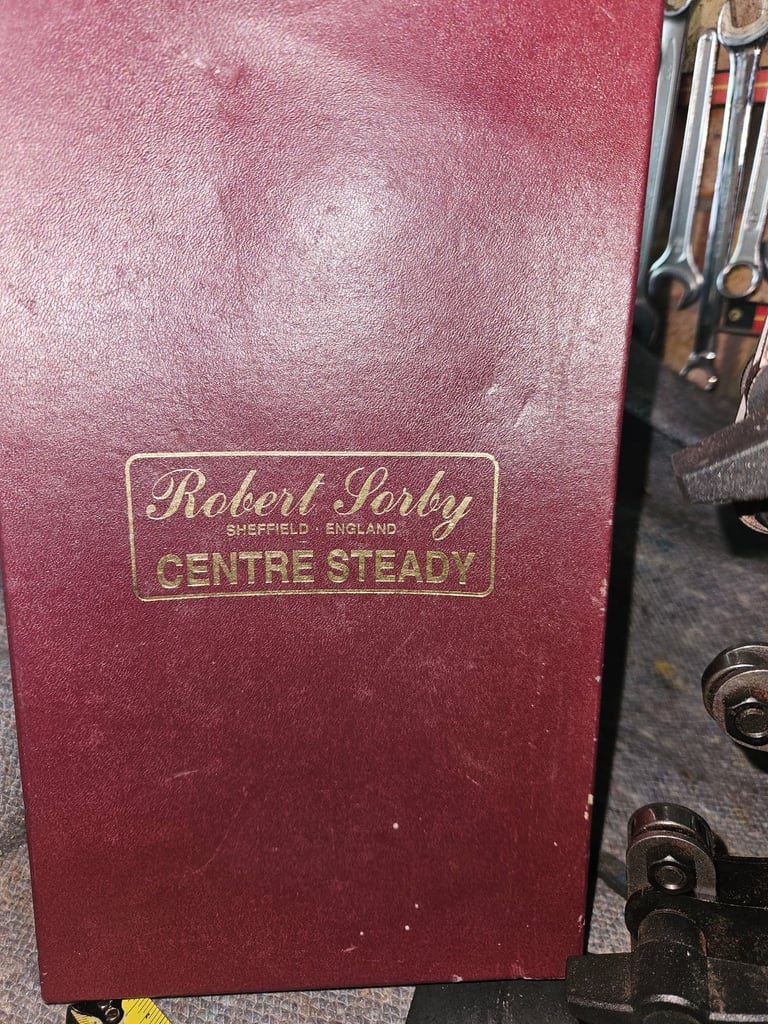 Robert Sorby
SHEFFIELD · ENGLAND
CENTRE STEADY